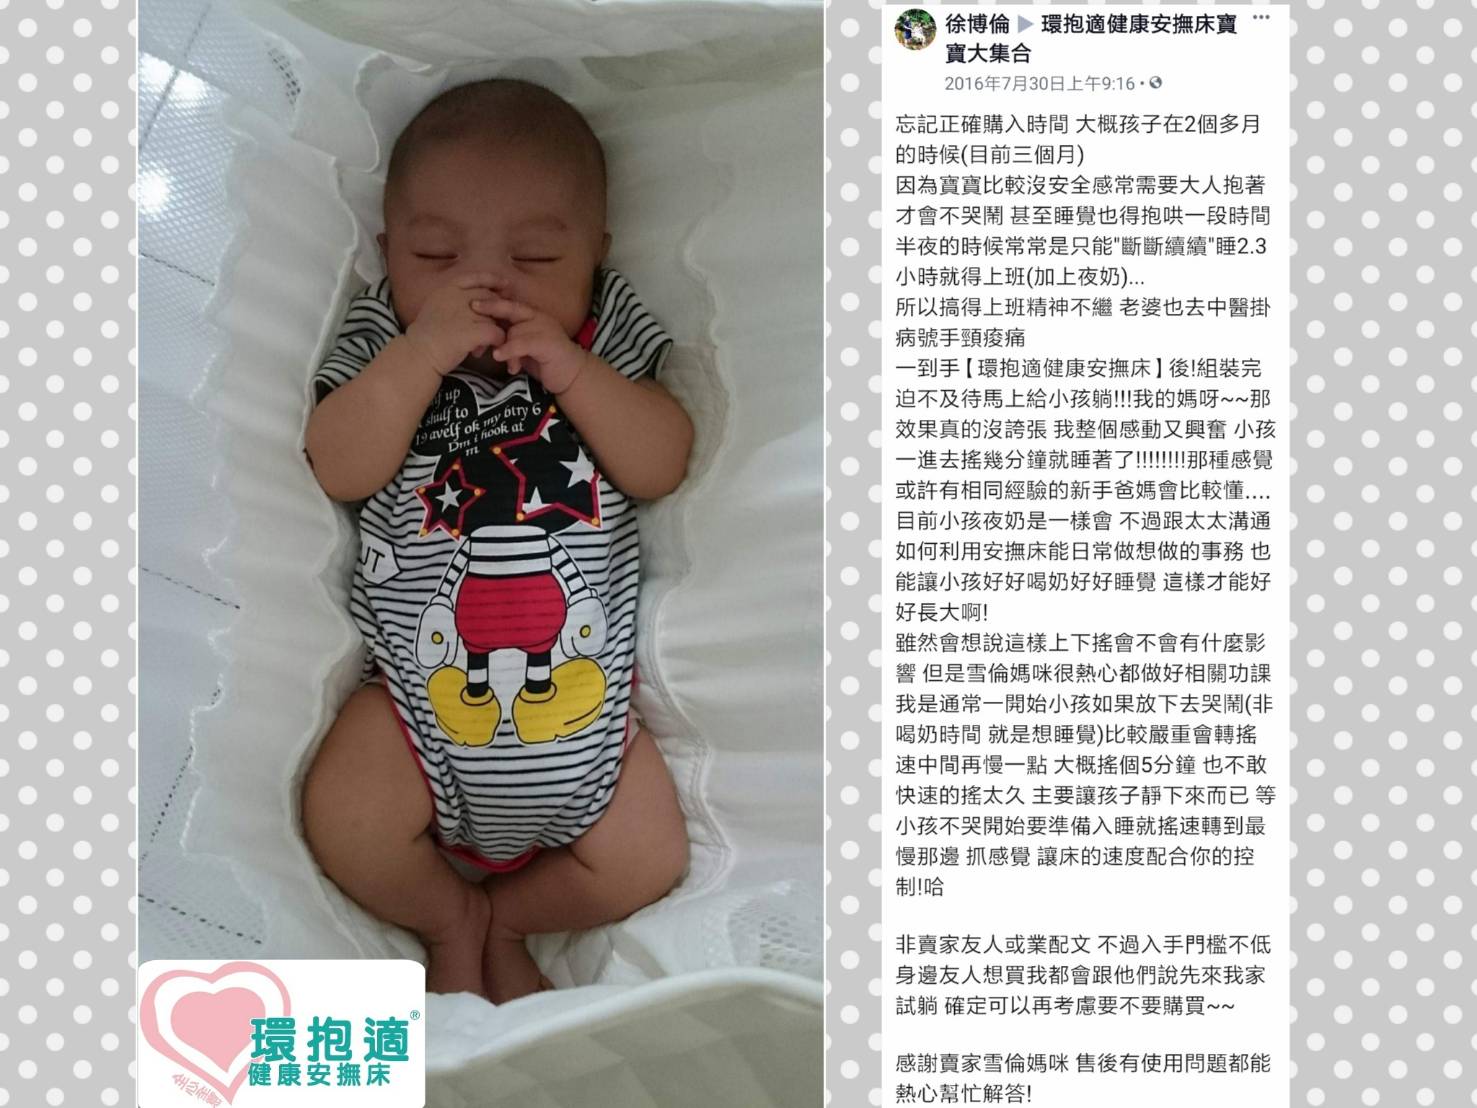 徐博倫 ▶ 環抱適健康安撫床寶 ...
寶大集合
2016年7月30日上午9:16 •
忘記正確購入時間 大概孩子在2個多月
的時候(目前三個月)
因為寶寶比較沒安全感常需要大人抱著
才會不哭鬧 甚至睡覺也得抱哄一段時間
半夜的時候常常是只能"斷斷續續"睡2.3
小時就得上班(加上夜奶)...
所以搞得上班精神不繼 老婆也去中醫掛
病號手頸痠痛
一到手【環抱適健康安撫床】後!組裝完
迫不及待馬上給小孩躺!!!我的媽呀~~那
效果真的沒誇張 我整個感動又興奮 小孩
一進去搖幾分鐘就睡著了!!!!!!!!那種感覺
或許有相同經驗的新手爸媽會比較懂....
目前小孩夜奶是一樣會 不過跟太太溝通
如何利用安撫床能日常做想做的事務 也
能讓小孩好好喝奶好好睡覺 這樣才能好
好長大啊!
雖然會想說這樣上下搖會不會有什麼影
響 但是雪倫媽咪很熱心都做好相關功課
我是通常一開始小孩如果放下去哭鬧(非
喝奶時間 就是想睡覺)比較嚴重會轉搖
速中間再慢一點 大概搖個5分鐘 也不敢
快速的搖太久 主要讓孩子靜下來而已 等
小孩不哭開始要準備入睡就搖速轉到最
慢那邊 抓感覺 讓床的速度配合你的控
制!哈
非賣家友人或業配文 不過入手門檻不低
身邊友人想買我都會跟他們說先來我家
試躺 確定可以再考慮要不要購買~~
感謝賣家雪倫媽咪 售後有使用問題都能
熱心幫忙解答!
up
shulf to
19 avelf ok my btry 6
Dm i hook at
m
UT
環抱適®
健康安撫床